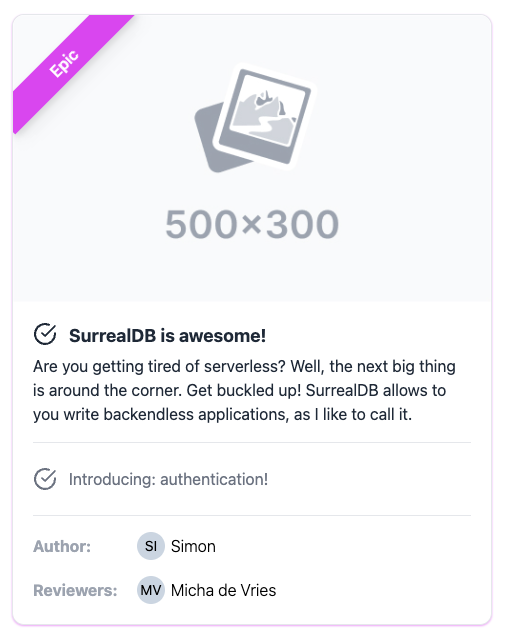 Epic
500×300
SurrealDB is awesome!
Are you getting tired of serverless? Well, the next big thing
is around the corner. Get buckled up! SurrealDB allows to
you write backendless applications, as I like to call it.
Introducing: authentication!
Author: SI Simon
Reviewers: MV Micha de Vries